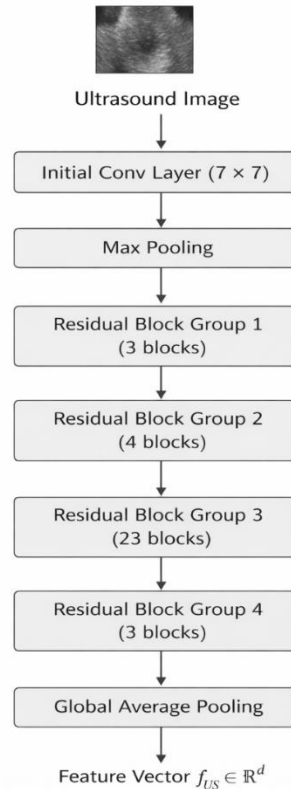 Ultrasound Image
Initial Conv Layer (7 × 7)
Max Pooling
Residual Block Group 1
(3 blocks)
Residual Block Group 2
(4 blocks)
Residual Block Group 3
(23 blocks)
Residual Block Group 4
(3 blocks)
Global Average Pooling
Feature Vector f_US ∈ ℝ^d